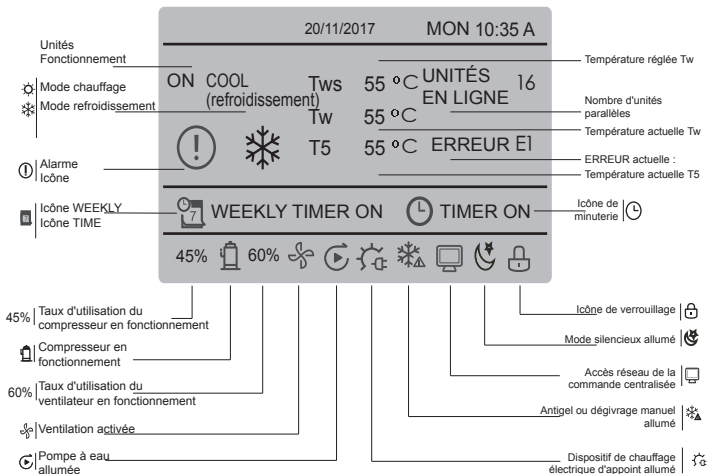 20/11/2017
MON 10:35 A
Unités
Fonctionnement
Mode chauffage
Mode refroidissement
Alarme
Icône
Icône WEEKLY
Icône TIME
ON
COOL
(refroidissement)
Tws 55 °C
Tw 55 °C
T5 55 °C
UNITÉS
EN LIGNE
16
ERREUR E1
7 WEEKLY TIMER ON
TIMER ON
45% 60%
Température réglée Tw
Nombre d'unités
parallèles
Température actuelle Tw
ERREUR actuelle :
Température actuelle T5
Icône de
minuterie
45% Taux d'utilisation du
compresseur en fonctionnement
Compresseur en
fonctionnement
60% Taux d'utilisation du
ventilateur en fonctionnement
Ventilation activée
Pompe à eau
allumée
Icône de verrouillage
Mode silencieux allumé
Accès réseau de la
commande centralisée
Antigel ou dégivrage manuel
allumé
Dispositif de chauffage
électrique d'appoint allumé